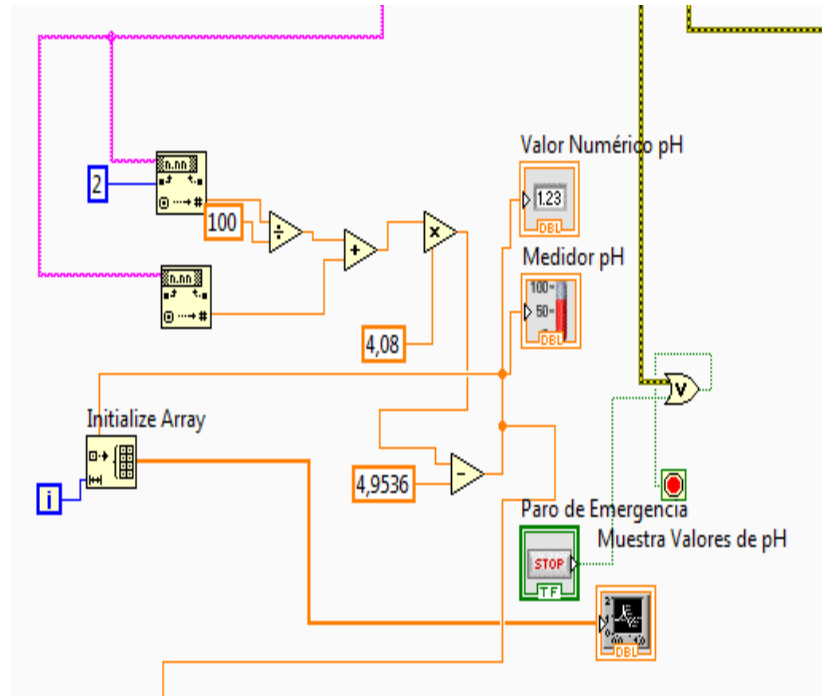 n.nn
2
#
100
n.nn
#
4,08
Valor Numérico pH
1.23
DBL
Medidor pH
100-
50-
DBL
Initialize Array
i
4,9536
V
Paro de Emergencia
STOP
TF
Muestra Valores de pH
DBL